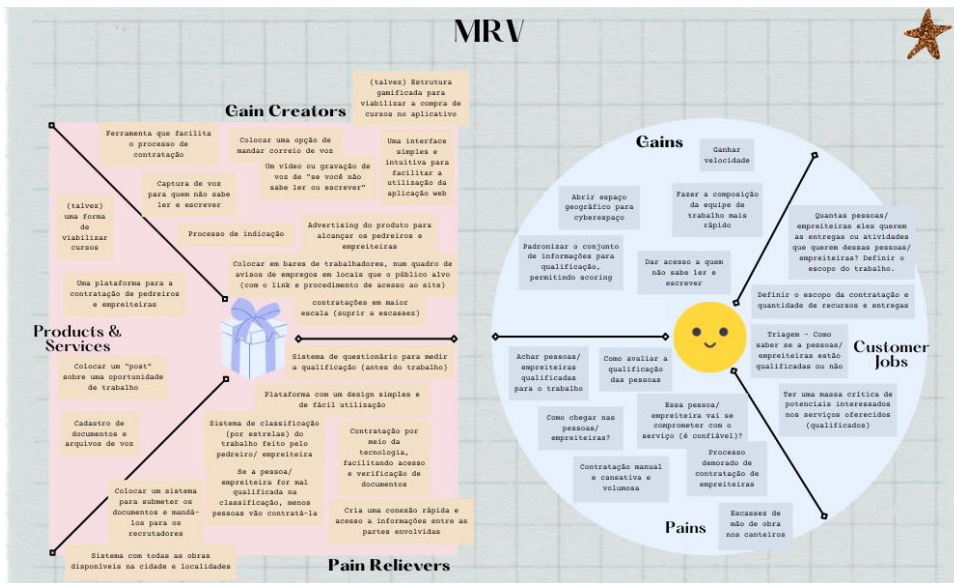 MRV
Gain Creators
(talvez) Estrutura
gamificada para
viabilizar a compra de
cursos no aplicativo
Ferramenta que facilita
o processo de
contratação
Colocar uma opção de
mandar correio de voz
Um vídeo ou gravação de
voz de "se você não
sabe ler ou escrever"
Uma interface
simples e
intuitiva para
facilitar a
utilização da
aplicação web
Captura de voz
para quem não sabe
ler e escrever
(talvez)
uma forma
de
viabilizar
cursos
Processo de indicação
Advertising do produto para
alcançar os pedreiros e
empreiteiras
Colocar em bares de trabalhadores, num quadro de
avisos de empregos em locais que o público alvo
(com o link e procedimento de acesso ao site)
Uma plataforma para a
contratação de pedreiros
e empreiteiras
contratações em maior
escala (suprir a escassez)
Products &
Services
Colocar um "post"
sobre uma oportunidade
de trabalho
Cadastro de
documentos e
arquivos de voz
Sistema de questionário para medir
a qualificação (antes do trabalho)
Plataforma com um design simples e
de fácil utilização
Sistema de classificação
(por estrelas) do
trabalho feito pelo
pedreiro/ empreiteira
Contratação por
meio da
tecnologia,
facilitando acesso
e verificação de
documentos
Se a pessoa/
empreiteira for mal
qualificada na
classificação, menos
pessoas vão contratá-la
Colocar um sistema
para submeter os
documentos e mandá-
los para os
recrutadores
Cria uma conexão rápida e
acesso a informações entre as
partes envolvidas
Sistema com todas as obras
disponíveis na cidade e localidades
Pain Relievers
Gains
Ganhar
velocidade
Abrir espaço
geográfico para
cyberespaço
Fazer a composição
da equipe de
trabalho mais
rápido
Padronizar o conjunto
de informações para
qualificação,
permitindo scoring
Dar acesso a quem
não sabe ler e
escrever
Quantas pessoas/
empreiteiras eles querem
as entregas ou atividades
que querem dessas pessoas/
empreiteiras? Definir o
escopo do trabalho.
Definir o escopo da contratação e
quantidade de recursos e entregas
Triagem - Como
saber se a pessoas/
empreiteiras estão
qualificadas ou não
Customer
Jobs
Ter uma massa crítica de
potenciais interessados
nos serviços oferecidos
(qualificados)
Achar pessoas/
empreiteiras
qualificadas
para o trabalho
Como avaliar a
qualificação
das pessoas
Como chegar nas
pessoas/
empreiteiras?
Essa pessoa/
empreiteira vai se
comprometer com o
serviço (é confiável)?
Contratação manual
e cansativa e
volumosa
Processo
demorado de
contratação de
empreiteiras
Pains
Escassez de
mão de obra
nos canteiros